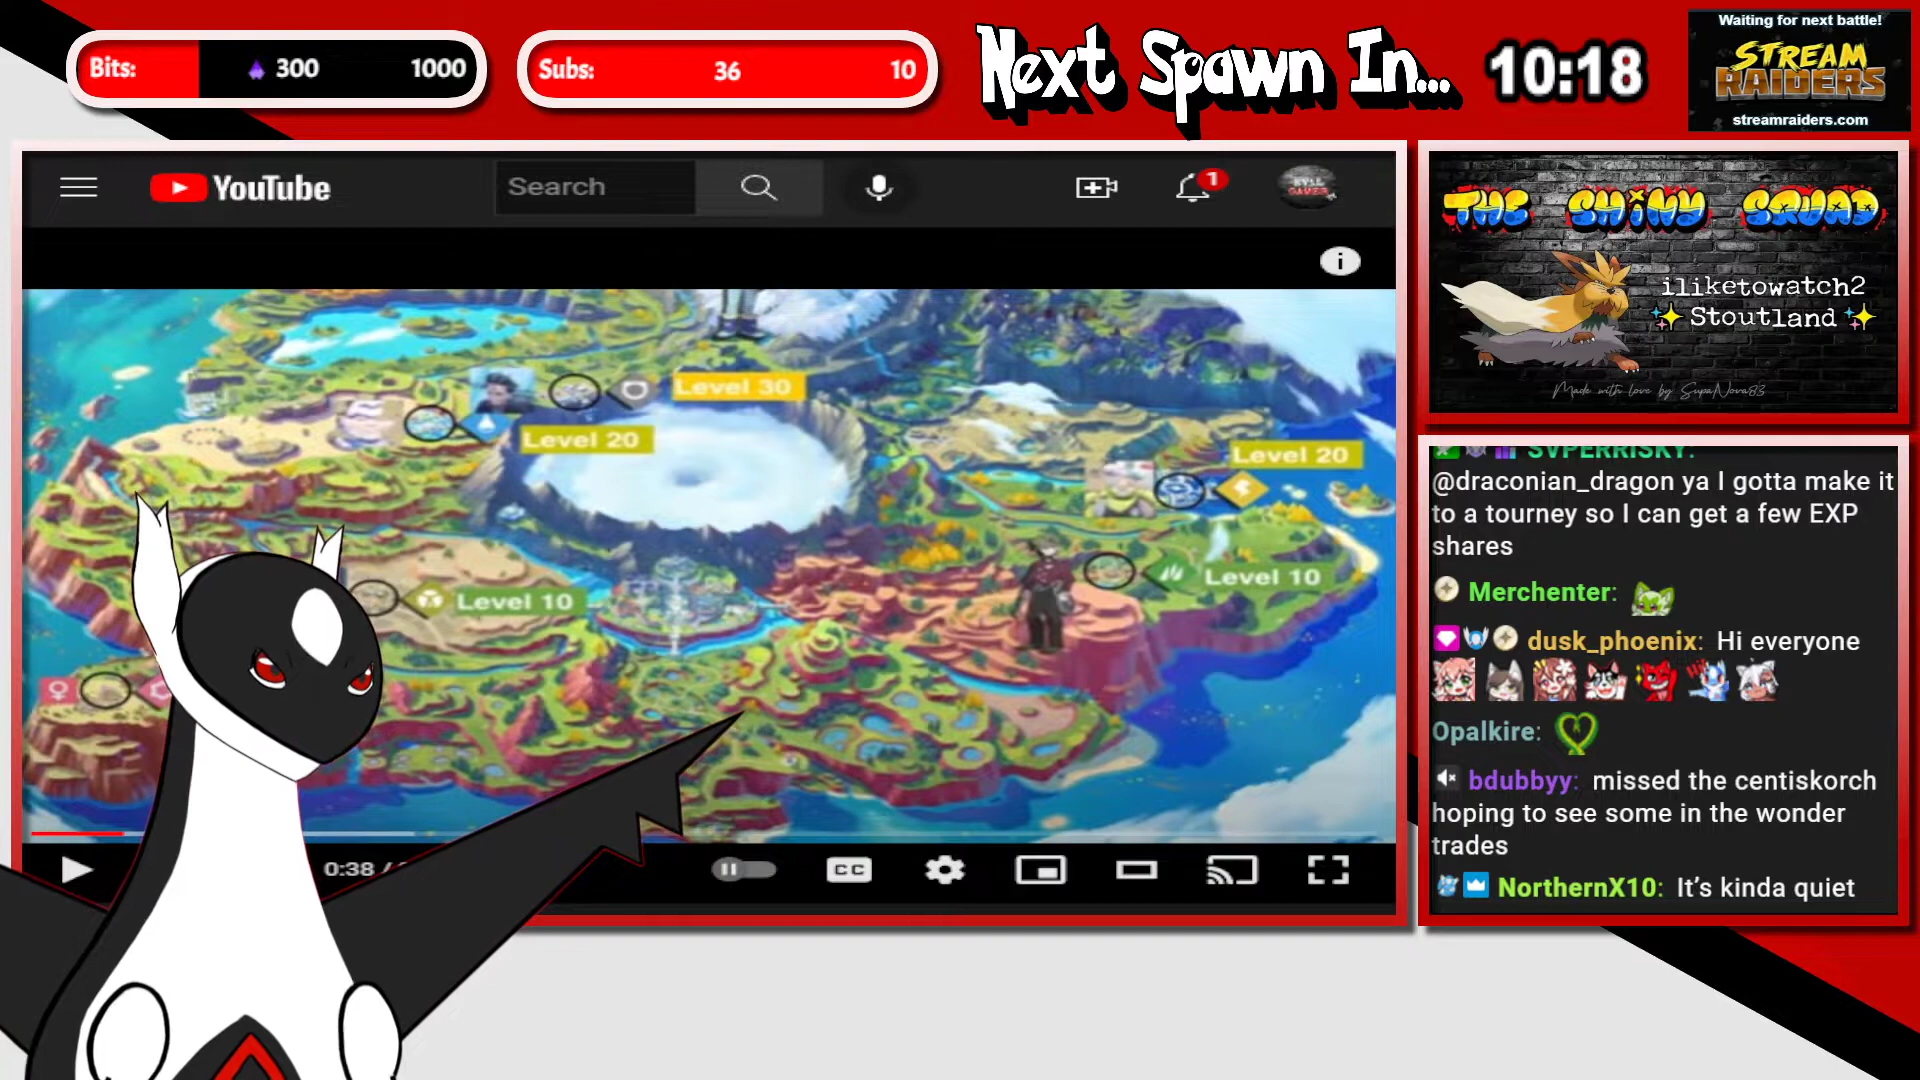 Bits: 300 1000
Subs: 36 10
Next Spawn In...
10:18
Waiting for next battle!
STREAM
RAIDERS
streamraiders.com
YouTube
Search
1
Level 30
Level 20
Level 20
Level 10
Level 10
0:38 /
CC
THE SHINY SQUAD
iliketowatch2
Stoutland
Made with love by SupaNova83
SVPERRISKY:
@draconian_dragon ya I gotta make it
to a tourney so I can get a few EXP
shares
Merchenter:
dusk_phoenix: Hi everyone
Opalkire:
bdubbyy: missed the centiskorch
hoping to see some in the wonder
trades
NorthernX10: It's kinda quiet